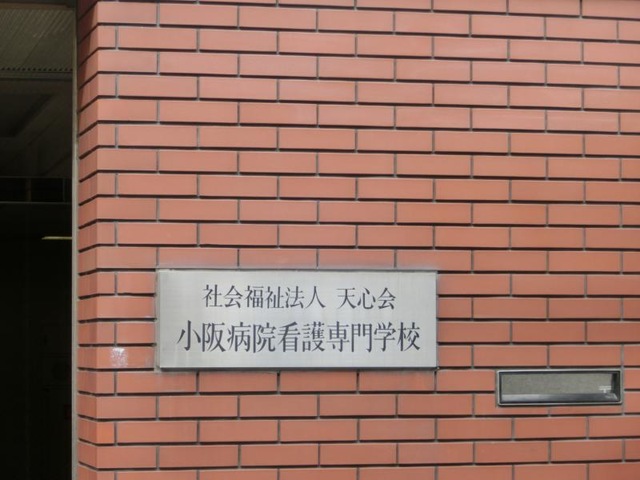 社会福祉法人 天心会
小阪病院看護専門学校